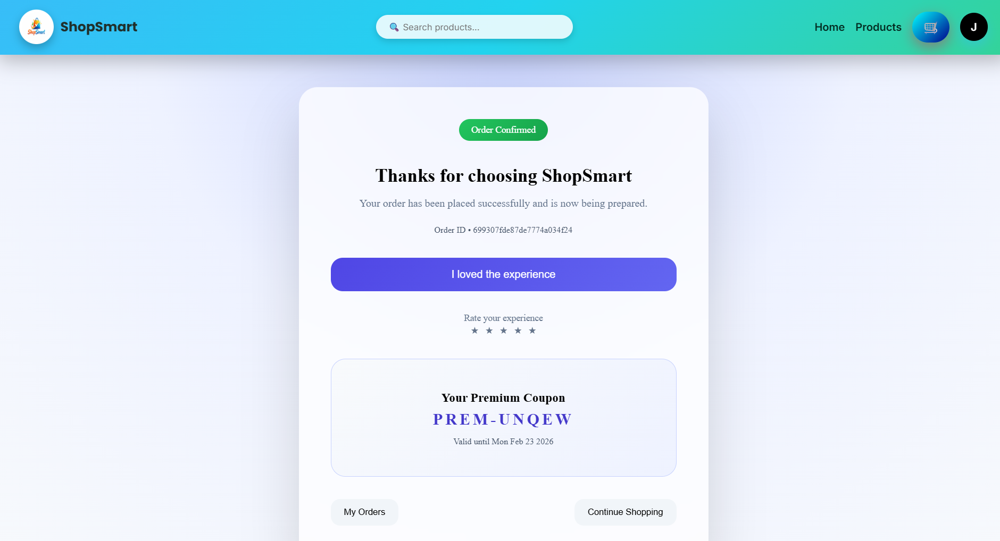 ShopSmart
ShopSmart
Search products...
Home
Products
J
Order Confirmed
Thanks for choosing ShopSmart
Your order has been placed successfully and is now being prepared.
Order ID • 699307fde87de7774a034f24
I loved the experience
Rate your experience
★ ★ ★ ★ ★
Your Premium Coupon
PREM-UNQEW
Valid until Mon Feb 23 2026
My Orders
Continue Shopping